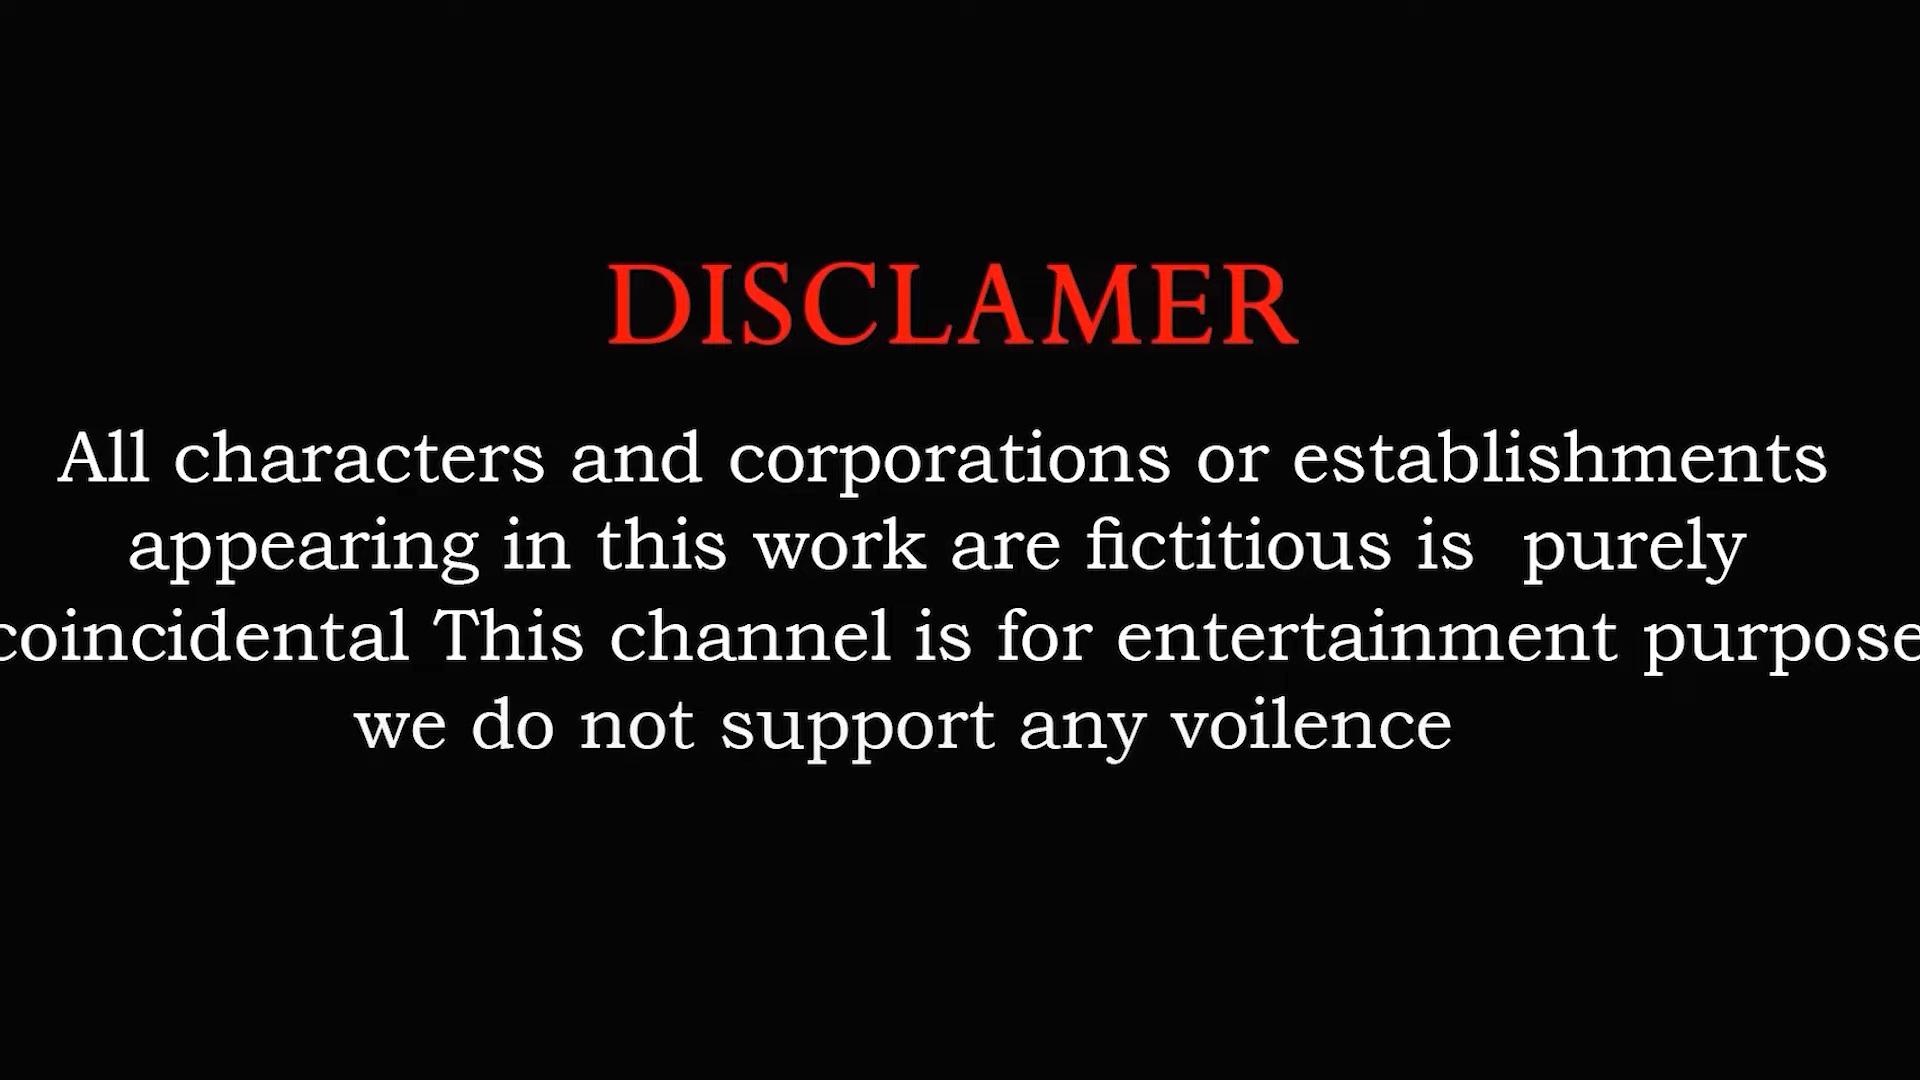 DISCLAMER
All characters and corporations or establishments
appearing in this work are fictitious is  purely
coincidental This channel is for entertainment purpose
we do not support any voilence